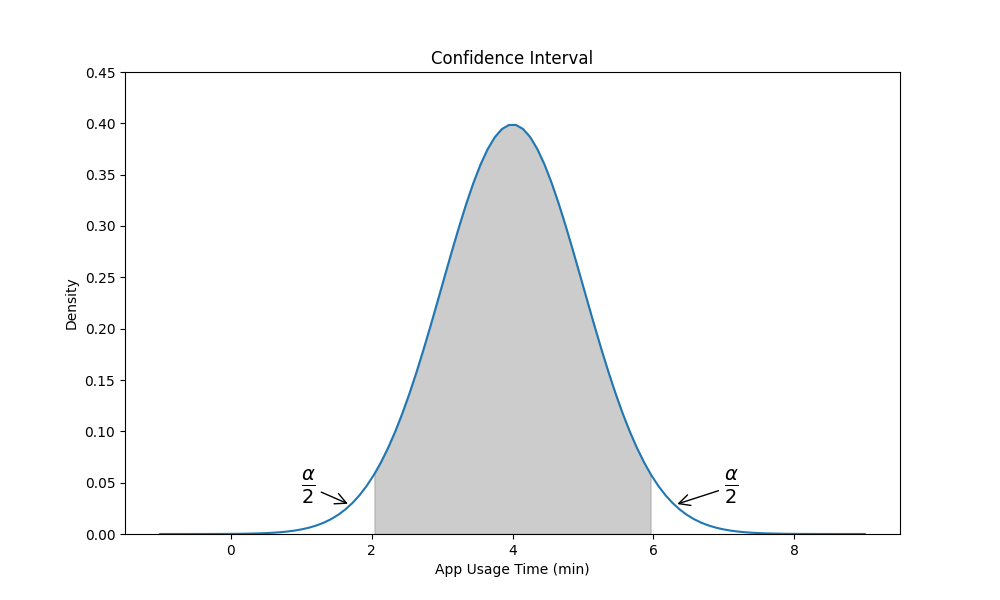 Confidence Interval
0.45
0.40
0.35
0.30
0.25
0.20
0.15
0.10
0.05
0.00
Density
α
2
α
2
0 2 4 6 8
App Usage Time (min)